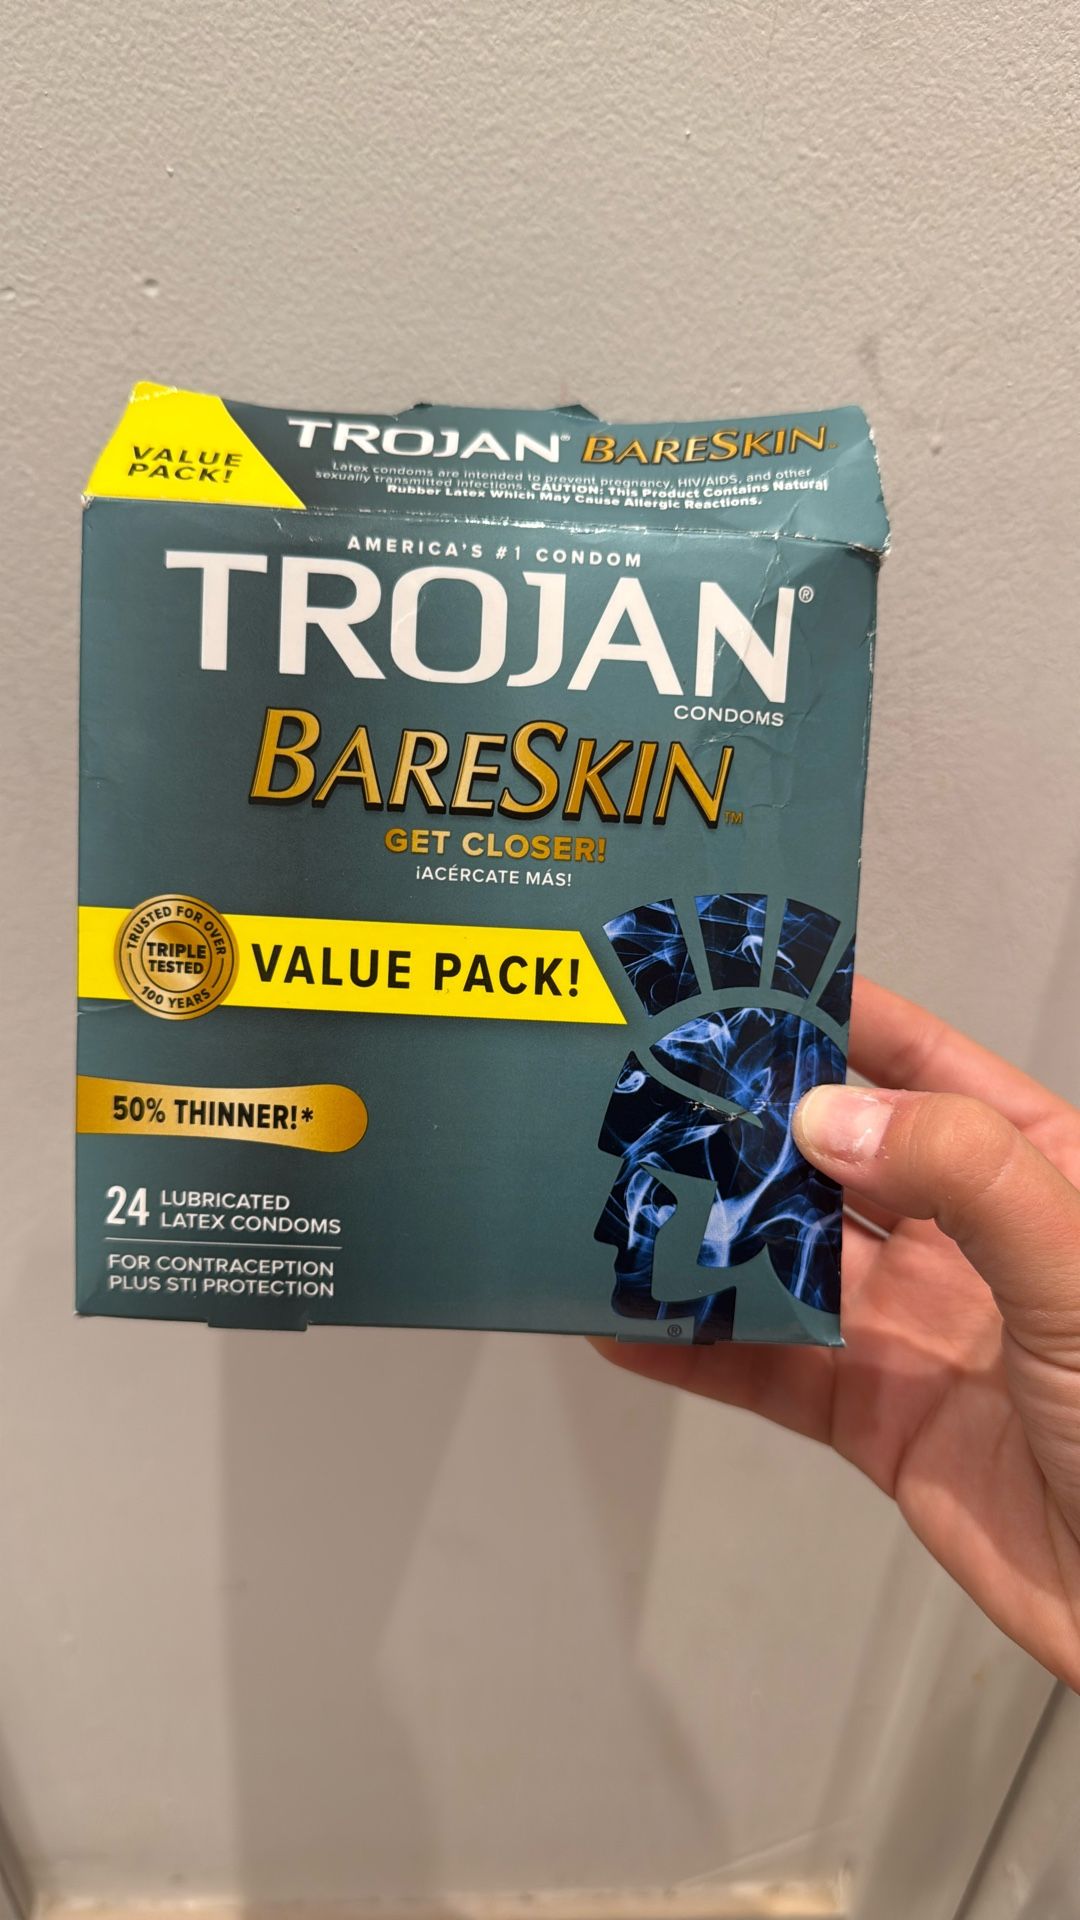 VALUE
PACK!
TROJAN® BARESKIN™
Latex condoms are intended to prevent pregnancy, HIV/AIDS, and other
sexually transmitted infections. CAUTION: This Product Contains Natural
Rubber Latex Which May Cause Allergic Reactions.
AMERICA'S #1 CONDOM
TROJAN®
CONDOMS
BARESKIN™
GET CLOSER!
¡ACÉRCATE MÁS!
TRUSTED FOR OVER
TRIPLE
TESTED
100 YEARS
VALUE PACK!
50% THINNER!*
24 LUBRICATED
LATEX CONDOMS
FOR CONTRACEPTION
PLUS STI PROTECTION
®